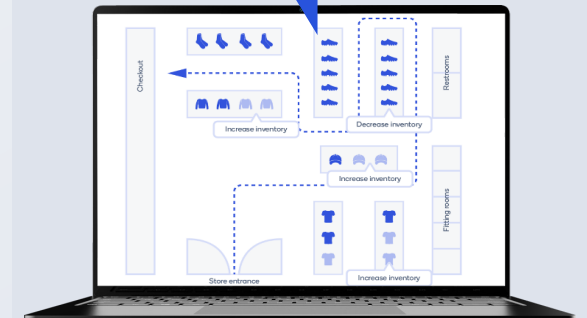 Checkout
Restrooms
Decrease inventory
Increase inventory
Increase inventory
Fitting rooms
Increase inventory
Store entrance